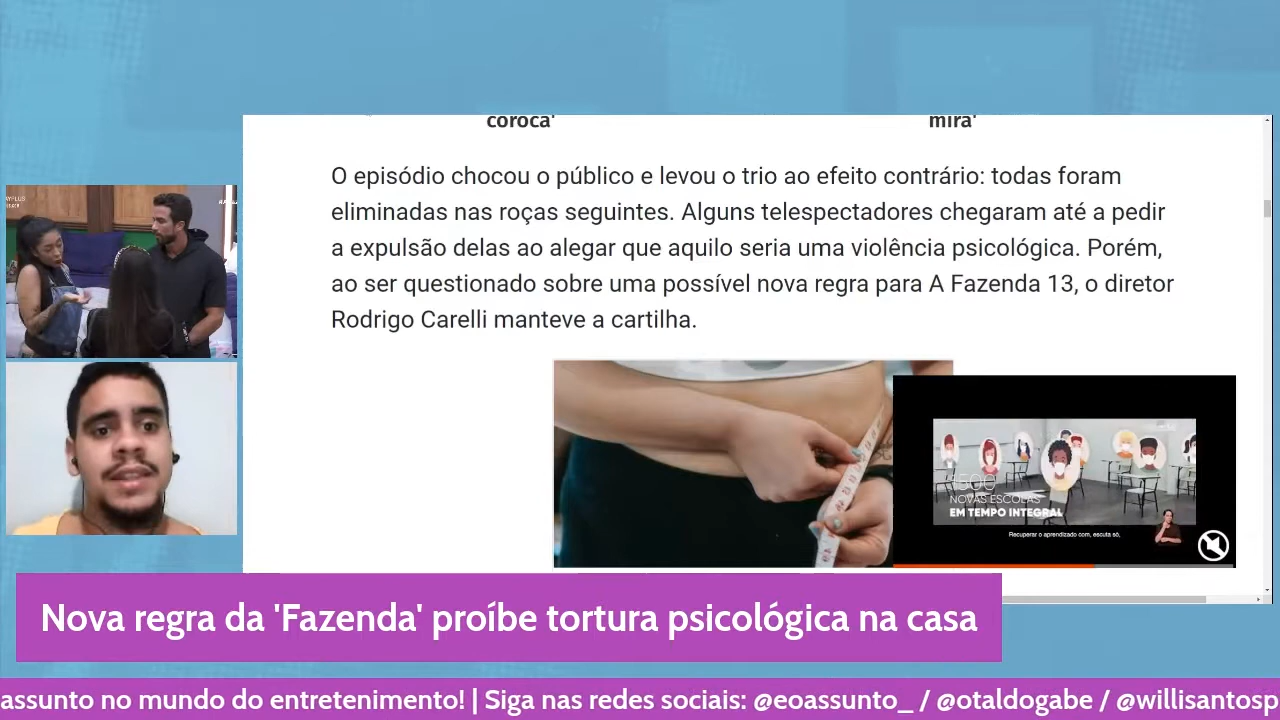 coroca'
mira'
O episódio chocou o público e levou o trio ao efeito contrário: todas foram
eliminadas nas roças seguintes. Alguns telespectadores chegaram até a pedir
a expulsão delas ao alegar que aquilo seria uma violência psicológica. Porém,
ao ser questionado sobre uma possível nova regra para A Fazenda 13, o diretor
Rodrigo Carelli manteve a cartilha.
500
NOVAS ESCOLAS
EM TEMPO INTEGRAL
Recuperar o aprendizado com, escuta só,
Nova regra da 'Fazenda' proíbe tortura psicológica na casa
assunto no mundo do entretenimento! | Siga nas redes sociais: @eoassunto_ / @otaldogabe / @willisantosp